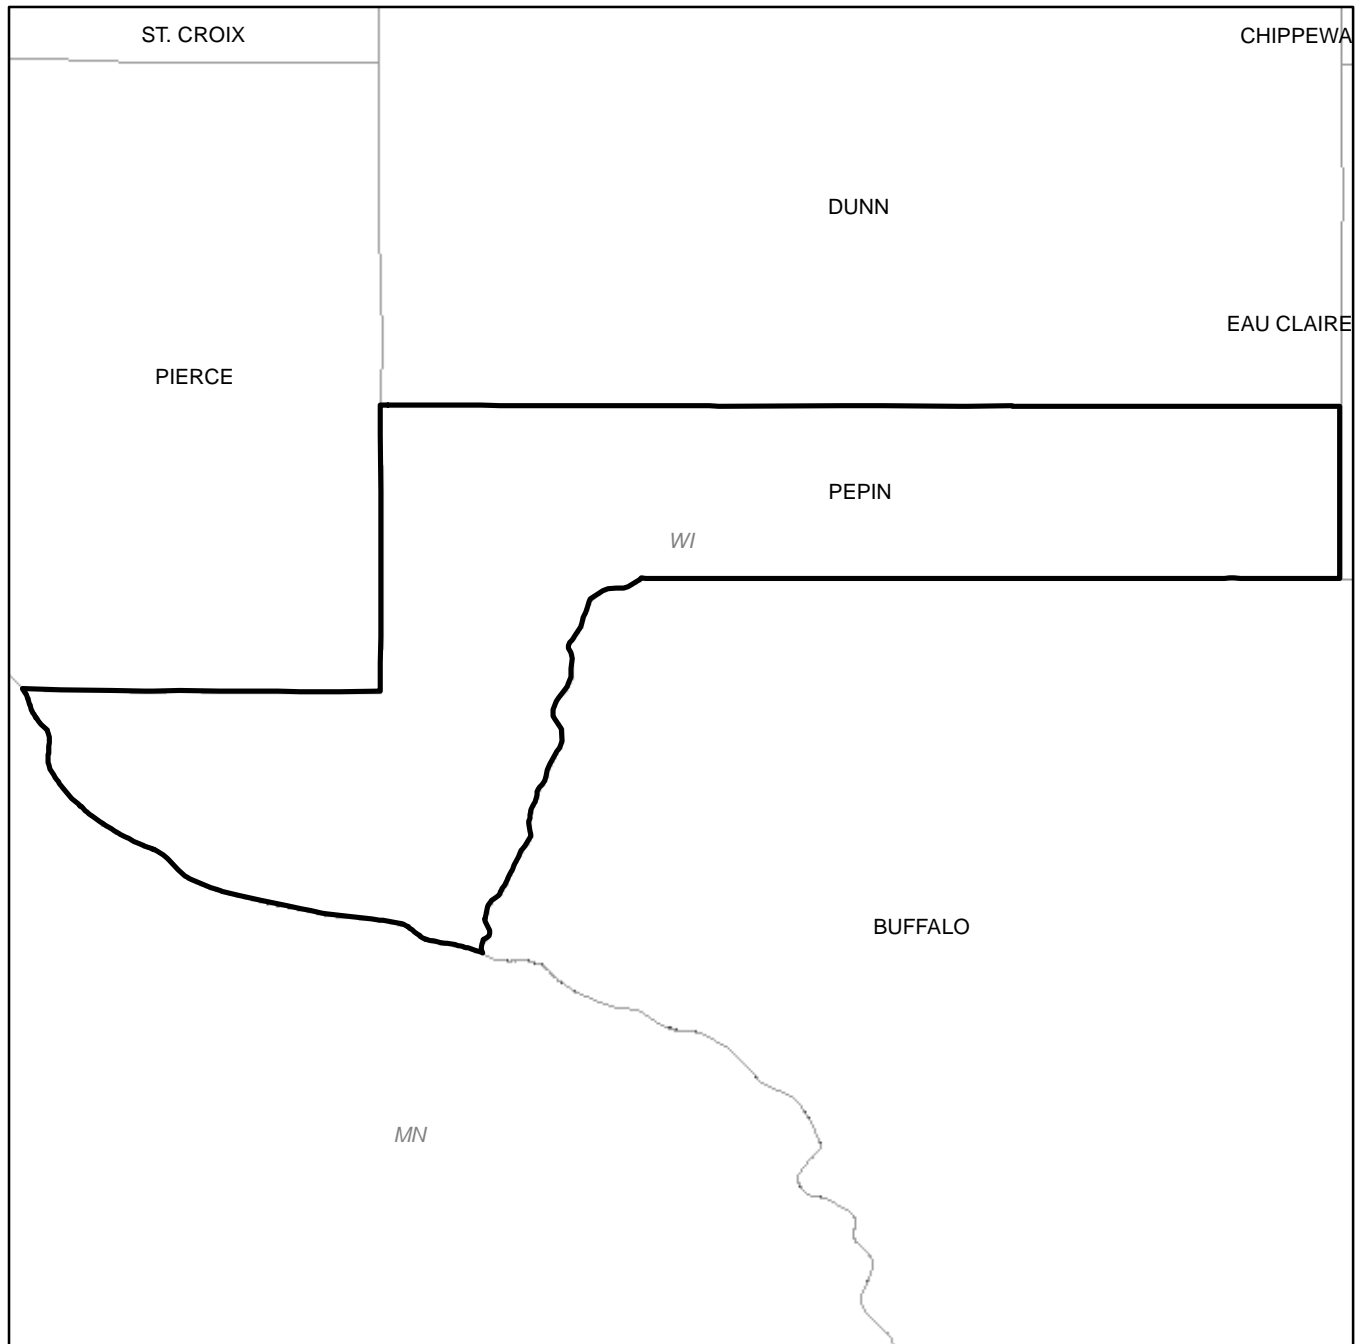 ST. CROIX
CHIPPEWA
DUNN
EAU CLAIRE
PIERCE
PEPIN
WI
BUFFALO
MN